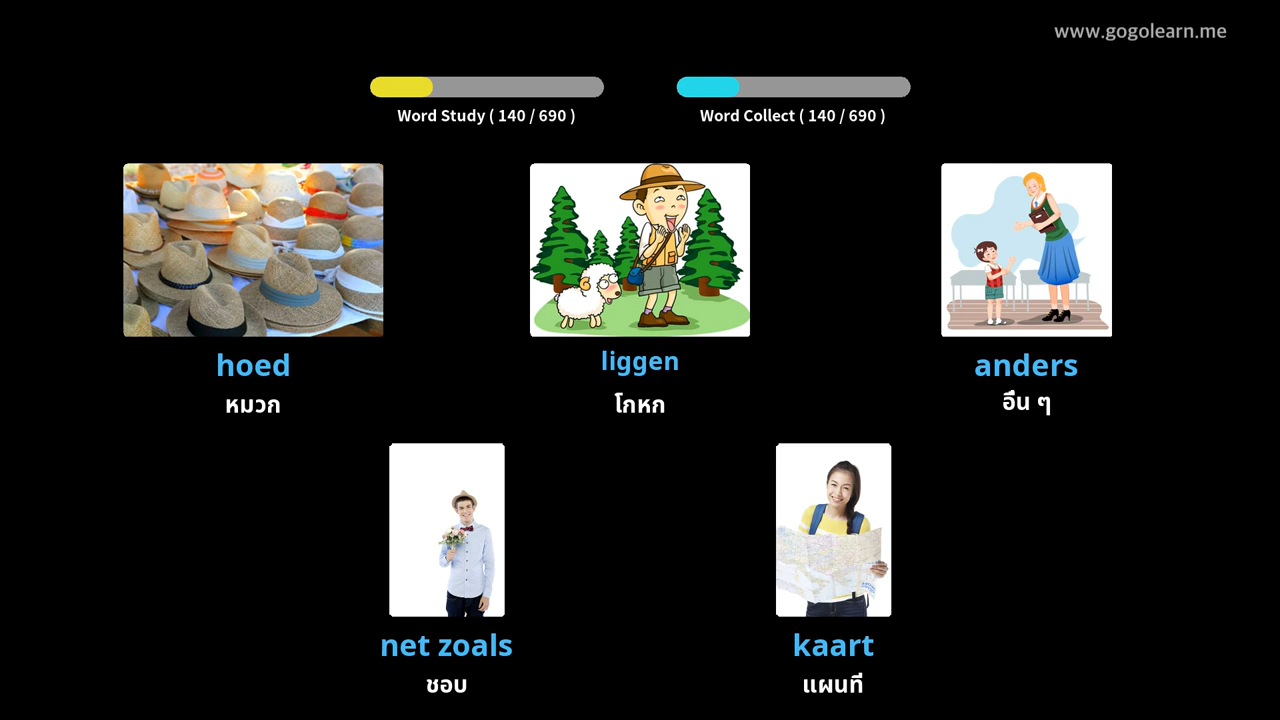 www.gogolearn.me
Word Study ( 140 / 690 )
Word Collect ( 140 / 690 )
hoed
หมวก
liggen
โกหก
anders
อื่น ๆ
net zoals
ชอบ
kaart
แผนที่